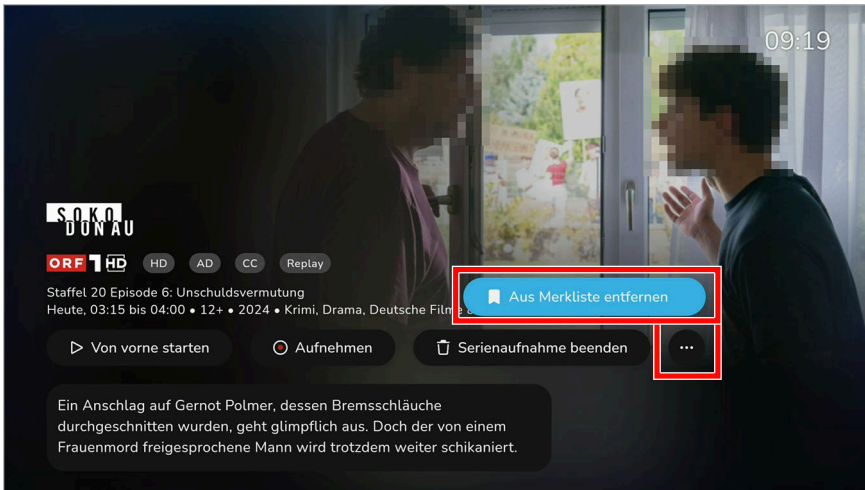 09:19
SOKO
DONAU
ORF 1 HD HD AD CC Replay
Aus Merkliste entfernen
Staffel 20 Episode 6: Unschuldsvermutung
Heute, 03:15 bis 04:00 • 12+ • 2024 • Krimi, Drama, Deutsche Filme
Von vorne starten Aufnehmen Serienaufnahme beenden ...
Ein Anschlag auf Gernot Polmer, dessen Bremsschläuche
durchgeschnitten wurden, geht glimpflich aus. Doch der von einem
Frauenmord freigesprochene Mann wird trotzdem weiter schikaniert.